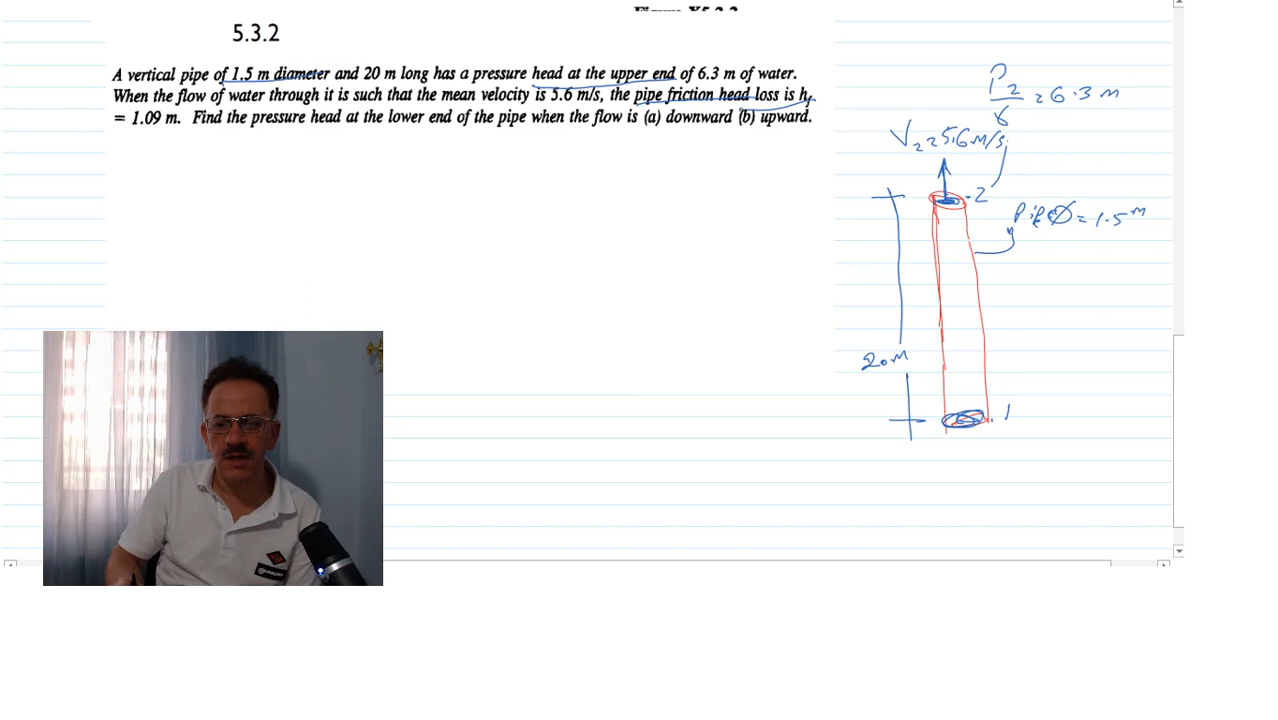 5.3.2
A vertical pipe of 1.5 m diameter and 20 m long has a pressure head at the upper end of 6.3 m of water.
When the flow of water through it is such that the mean velocity is 5.6 m/s, the pipe friction head loss is hf
= 1.09 m. Find the pressure head at the lower end of the pipe when the flow is (a) downward (b) upward.
P2/γ = 6.3 m
V2 = 5.6 M/s
2
Pipe Ø = 1.5 m
20 M
1